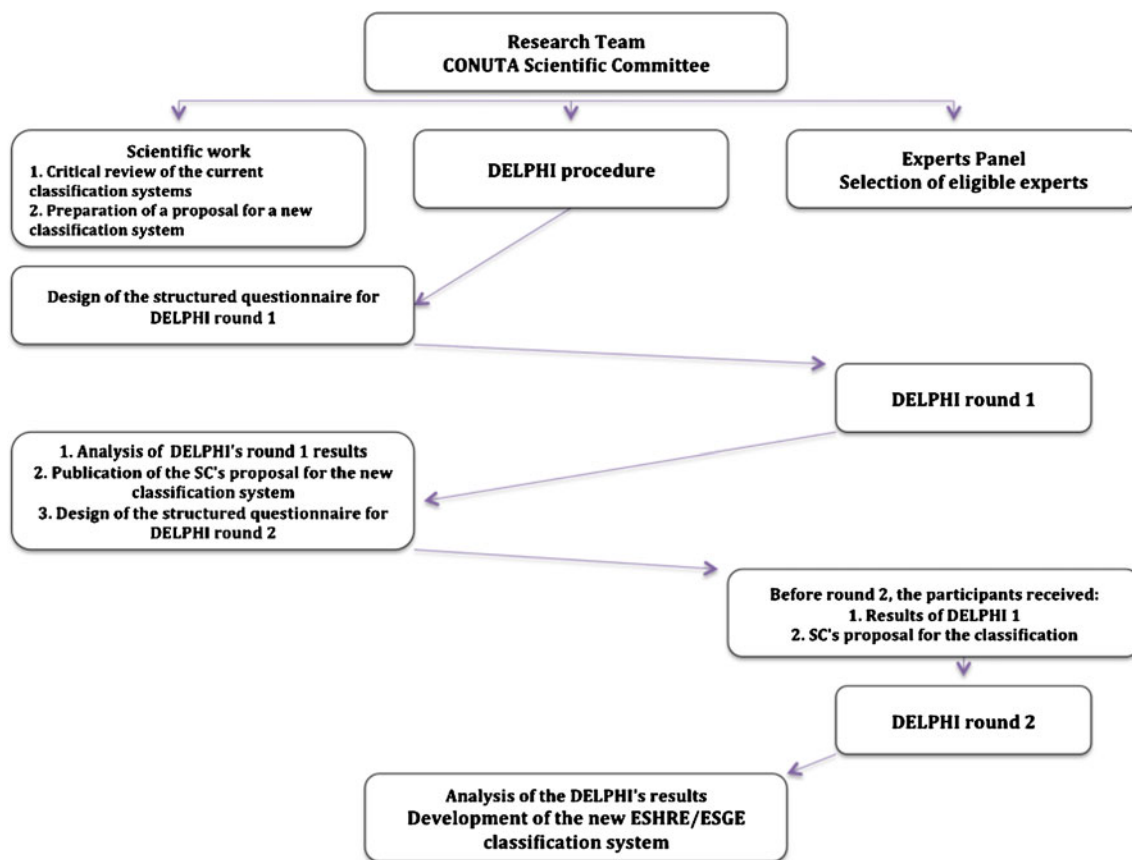 Research Team
CONUTA Scientific Committee
Scientific work
1. Critical review of the current
classification systems
2. Preparation of a proposal for a new
classification system
DELPHI procedure
Experts Panel
Selection of eligible experts
Design of the structured questionnaire for
DELPHI round 1
DELPHI round 1
1. Analysis of DELPHI's round 1 results
2. Publication of the SC's proposal for the new
classification system
3. Design of the structured questionnaire for
DELPHI round 2
Before round 2, the participants received:
1. Results of DELPHI 1
2. SC's proposal for the classification
DELPHI round 2
Analysis of the DELPHI's results
Development of the new ESHRE/ESGE
classification system